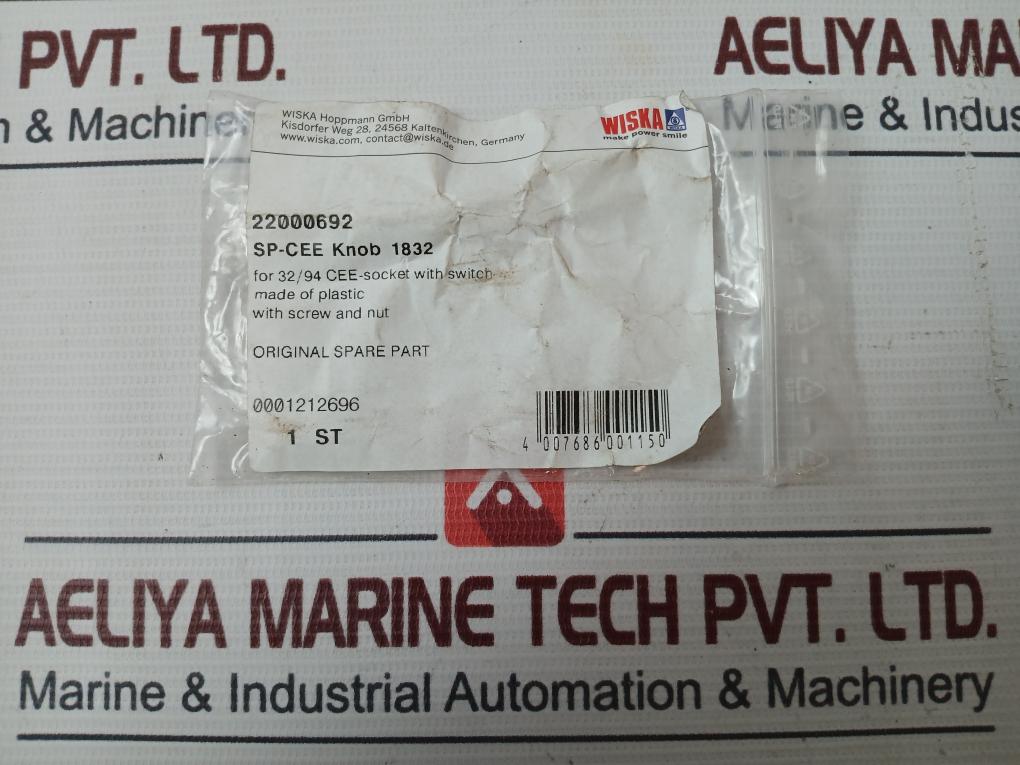 PVT. LTD.
& Machine
AELIYA MA
Marine & Indus
WISKA Hoppmann GmbH
Kisdorfer Weg 28, 24568 Kaltenkirchen, Germany
www.wiska.com, contact@wiska.de
WISKA
make power smile
22000692
SP-CEE Knob 1832
for 32/94 CEE-socket with switch
made of plastic
with screw and nut
ORIGINAL SPARE PART
0001212696
1 ST
4 007686 001150
AELIYA MARINE TECH PVT. LTD.
Marine & Industrial Automation & Machinery